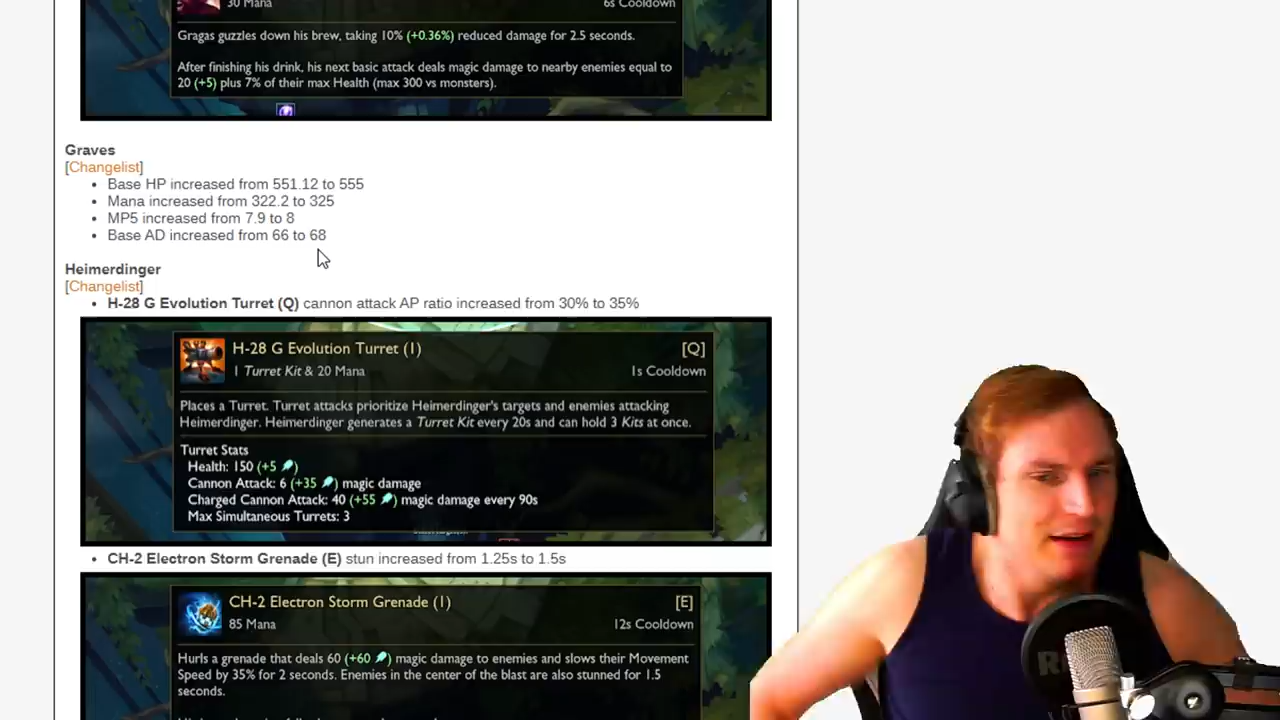 30 Mana 6s Cooldown
Gragas guzzles down his brew, taking 10% (+0.36%) reduced damage for 2.5 seconds.
After finishing his drink, his next basic attack deals magic damage to nearby enemies equal to
20 (+5) plus 7% of their max Health (max 300 vs monsters).
Graves
[Changelist]
• Base HP increased from 551.12 to 555
• Mana increased from 322.2 to 325
• MP5 increased from 7.9 to 8
• Base AD increased from 66 to 68
Heimerdinger
[Changelist]
• H-28 G Evolution Turret (Q) cannon attack AP ratio increased from 30% to 35%
H-28 G Evolution Turret (1) [Q]
1 Turret Kit & 20 Mana 1s Cooldown
Places a Turret. Turret attacks prioritize Heimerdinger's targets and enemies attacking
Heimerdinger. Heimerdinger generates a Turret Kit every 20s and can hold 3 Kits at once.
Turret Stats
Health: 150 (+5 )
Cannon Attack: 6 (+35 ) magic damage
Charged Cannon Attack: 40 (+55 ) magic damage every 90s
Max Simultaneous Turrets: 3
• CH-2 Electron Storm Grenade (E) stun increased from 1.25s to 1.5s
CH-2 Electron Storm Grenade (1) [E]
85 Mana 12s Cooldown
Hurls a grenade that deals 60 (+60 ) magic damage to enemies and slows their Movement
Speed by 35% for 2 seconds. Enemies in the center of the blast are also stunned for 1.5
seconds.